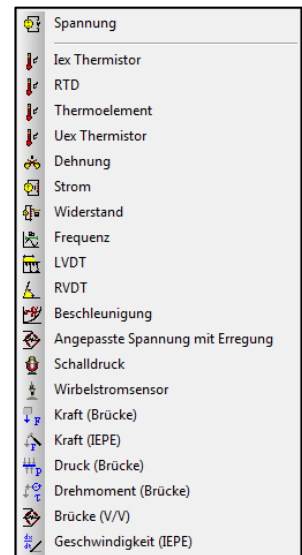 Spannung
Iex Thermistor
RTD
Thermoelement
Uex Thermistor
Dehnung
Strom
Widerstand
Frequenz
LVDT
RVDT
Beschleunigung
Angepasste Spannung mit Erregung
Schalldruck
Wirbelstromsensor
Kraft (Brücke)
Kraft (IEPE)
Druck (Brücke)
Drehmoment (Brücke)
Brücke (V/V)
Geschwindigkeit (IEPE)